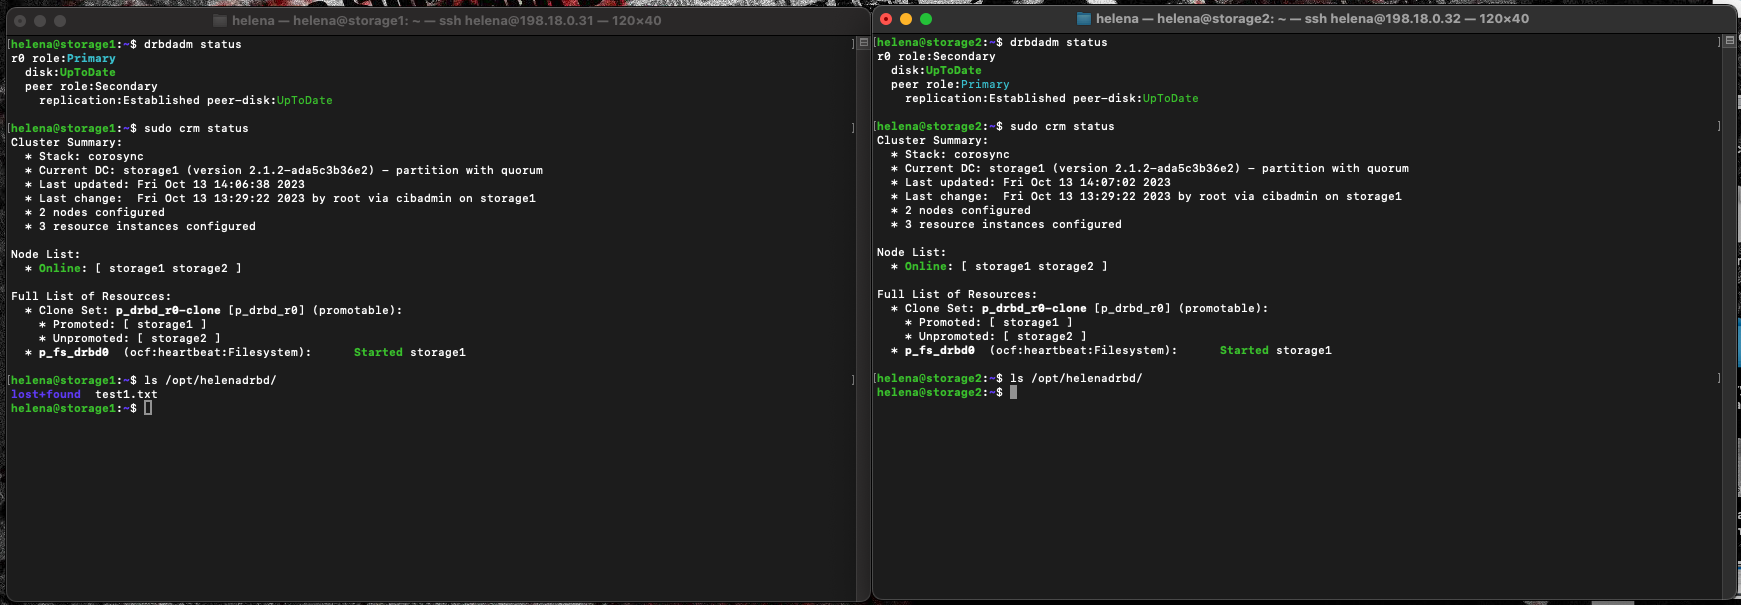 helena — helena@storage1: ~ — ssh helena@198.18.0.31 — 120×40
[helena@storage1:~$ drbdadm status ]
r0 role:Primary
  disk:UpToDate
  peer role:Secondary
    replication:Established peer-disk:UpToDate
[helena@storage1:~$ sudo crm status ]
Cluster Summary:
  * Stack: corosync
  * Current DC: storage1 (version 2.1.2-ada5c3b36e2) - partition with quorum
  * Last updated: Fri Oct 13 14:06:38 2023
  * Last change:  Fri Oct 13 13:29:22 2023 by root via cibadmin on storage1
  * 2 nodes configured
  * 3 resource instances configured
Node List:
  * Online: [ storage1 storage2 ]
Full List of Resources:
  * Clone Set: p_drbd_r0-clone [p_drbd_r0] (promotable):
    * Promoted: [ storage1 ]
    * Unpromoted: [ storage2 ]
  * p_fs_drbd0  (ocf:heartbeat:Filesystem):      Started storage1
[helena@storage1:~$ ls /opt/helenadrbd/ ]
lost+found  test1.txt
helena@storage1:~$
helena — helena@storage2: ~ — ssh helena@198.18.0.32 — 120×40
[helena@storage2:~$ drbdadm status ]
r0 role:Secondary
  disk:UpToDate
  peer role:Primary
    replication:Established peer-disk:UpToDate
[helena@storage2:~$ sudo crm status ]
Cluster Summary:
  * Stack: corosync
  * Current DC: storage1 (version 2.1.2-ada5c3b36e2) - partition with quorum
  * Last updated: Fri Oct 13 14:07:02 2023
  * Last change:  Fri Oct 13 13:29:22 2023 by root via cibadmin on storage1
  * 2 nodes configured
  * 3 resource instances configured
Node List:
  * Online: [ storage1 storage2 ]
Full List of Resources:
  * Clone Set: p_drbd_r0-clone [p_drbd_r0] (promotable):
    * Promoted: [ storage1 ]
    * Unpromoted: [ storage2 ]
  * p_fs_drbd0  (ocf:heartbeat:Filesystem):      Started storage1
[helena@storage2:~$ ls /opt/helenadrbd/ ]
helena@storage2:~$